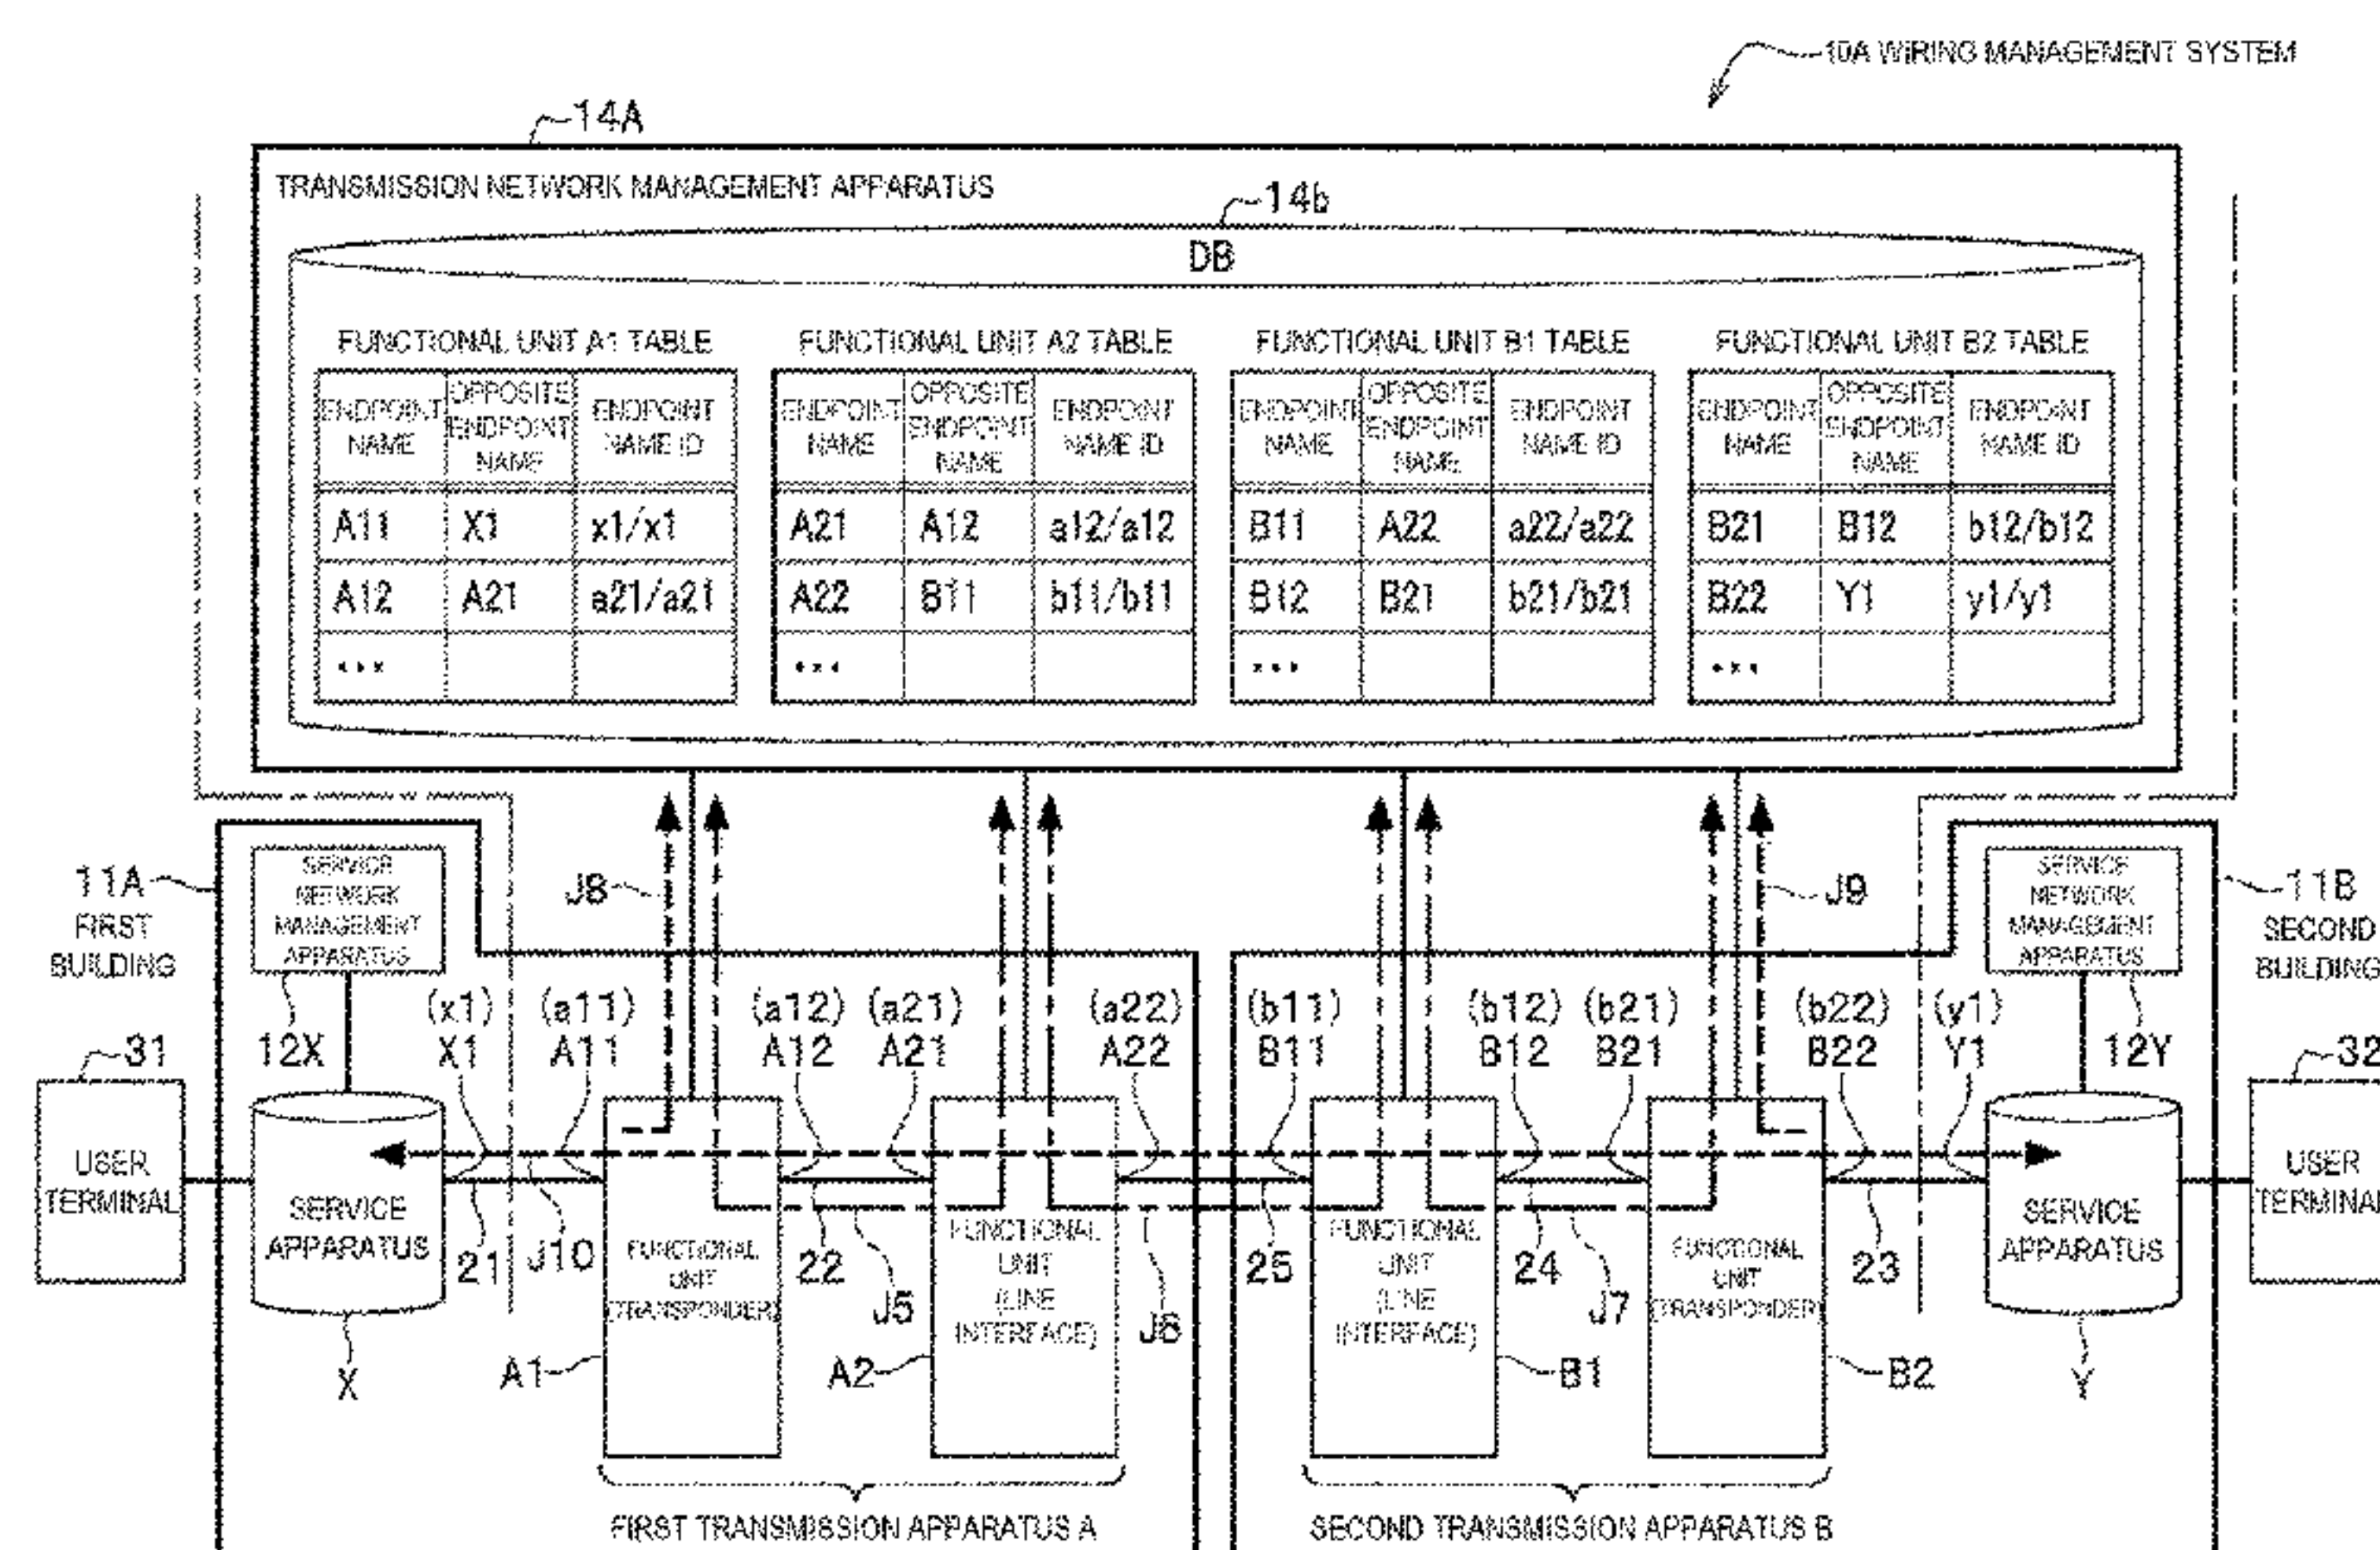 10A WIRING MANAGEMENT SYSTEM
14A
TRANSMISSION NETWORK MANAGEMENT APPARATUS
14b
DB
FUNCTIONAL UNIT A1 TABLE
ENDPOINT NAME
OPPOSITE ENDPOINT NAME
ENDPOINT NAME ID
A11 X1 x1/x1
A12 A21 a21/a21
...
FUNCTIONAL UNIT A2 TABLE
ENDPOINT NAME
OPPOSITE ENDPOINT NAME
ENDPOINT NAME ID
A21 A12 a12/a12
A22 B11 b11/b11
...
FUNCTIONAL UNIT B1 TABLE
ENDPOINT NAME
OPPOSITE ENDPOINT NAME
ENDPOINT NAME ID
B11 A22 a22/a22
B12 B21 b21/b21
...
FUNCTIONAL UNIT B2 TABLE
ENDPOINT NAME
OPPOSITE ENDPOINT NAME
ENDPOINT NAME ID
B21 B12 b12/b12
B22 Y1 y1/y1
...
11A
FIRST
BUILDING
SERVICE
NETWORK
MANAGEMENT
APPARATUS
12X
J8
J9
SERVICE
NETWORK
MANAGEMENT
APPARATUS
12Y
11B
SECOND
BUILDING
(x1) (a11) (a12) (a21) (a22) (b11) (b12) (b21) (b22) (y1)
X1 A11 A12 A21 A22 B11 B12 B21 B22 Y1
31
USER
TERMINAL
SERVICE
APPARATUS
X
21
J10
FUNCTIONAL
UNIT
(TRANSPONDER)
A1
22
J5
FUNCTIONAL
UNIT
(LINE
INTERFACE)
A2
J6
25
FUNCTIONAL
UNIT
(LINE
INTERFACE)
B1
24
J7
FUNCTIONAL
UNIT
(TRANSPONDER)
B2
23
SERVICE
APPARATUS
Y
32
USER
TERMINAL
FIRST TRANSMISSION APPARATUS A
SECOND TRANSMISSION APPARATUS B